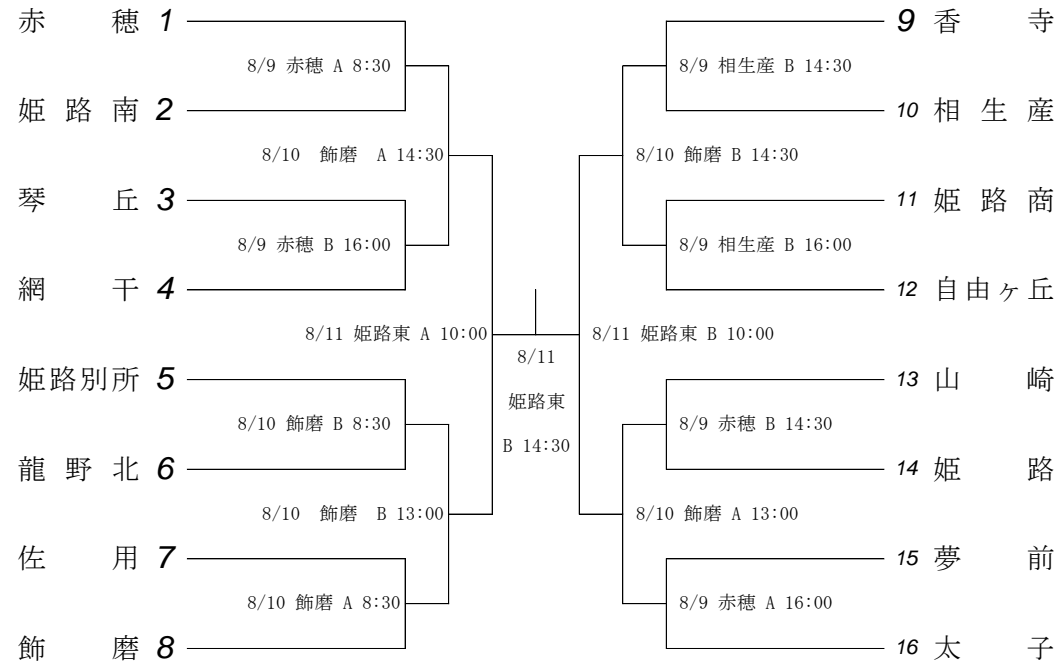 赤穂 1
9 香寺
8/9 赤穂 A 8:30
8/9 相生産 B 14:30
姫路南 2
10 相生産
8/10 飾磨 A 14:30
8/10 飾磨 B 14:30
琴丘 3
11 姫路商
8/9 赤穂 B 16:00
8/9 相生産 B 16:00
網干 4
12 自由ヶ丘
8/11 姫路東 A 10:00
8/11 姫路東 B 10:00
8/11
姫路東
B 14:30
姫路別所 5
13 山崎
8/10 飾磨 B 8:30
8/9 赤穂 B 14:30
龍野北 6
14 姫路
8/10 飾磨 B 13:00
8/10 飾磨 A 13:00
佐用 7
15 夢前
8/10 飾磨 A 8:30
8/9 赤穂 A 16:00
飾磨 8
16 太子